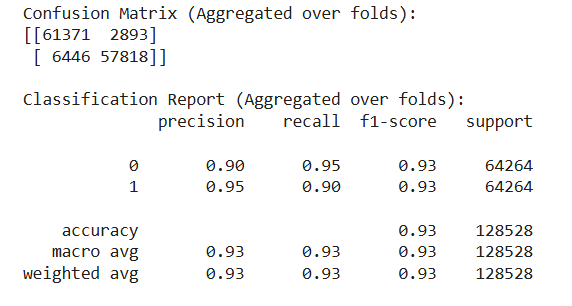 Confusion Matrix (Aggregated over folds):
[[61371  2893]
 [ 6446 57818]]
Classification Report (Aggregated over folds):
precision    recall  f1-score   support
0       0.90      0.95      0.93     64264
1       0.95      0.90      0.93     64264
accuracy                           0.93    128528
macro avg       0.93      0.93      0.93    128528
weighted avg       0.93      0.93      0.93    128528